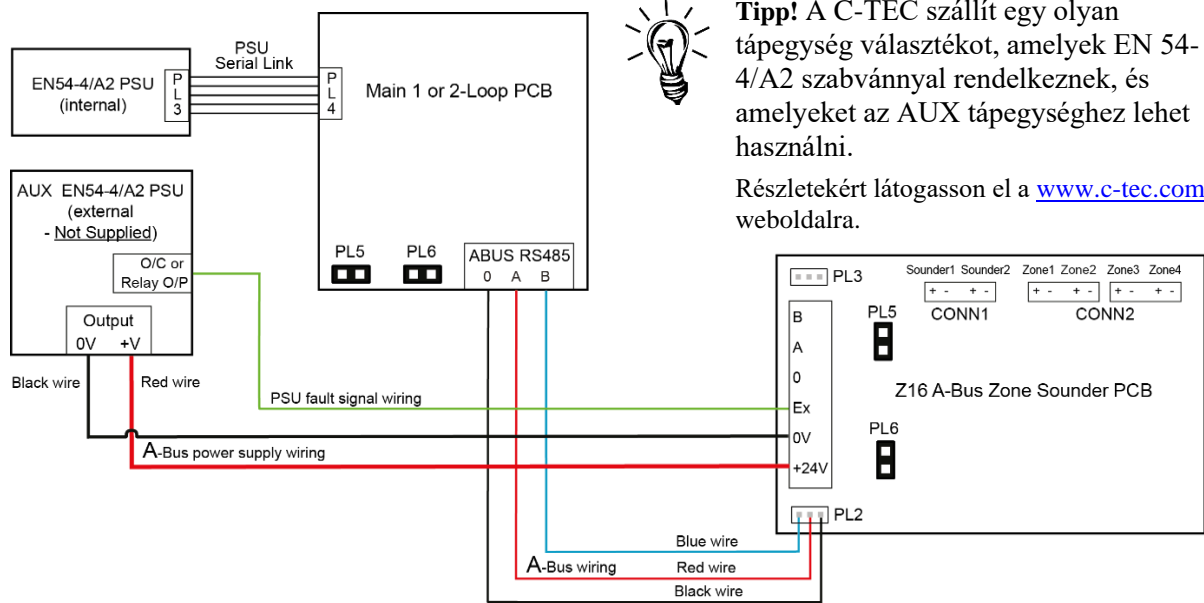 Tipp! A C-TEC szállít egy olyan
tápegység választékot, amelyek EN 54-
4/A2 szabvánnyal rendelkeznek, és
amelyeket az AUX tápegységhez lehet
használni.
Részletekért látogasson el a www.c-tec.com
weboldalra.
EN54-4/A2 PSU
(internal)
PL3
PSU
Serial Link
PL4
Main 1 or 2-Loop PCB
PL5
PL6
ABUS RS485
0 A B
AUX EN54-4/A2 PSU
(external
- Not Supplied)
O/C or
Relay O/P
Output
0V +V
Black wire
Red wire
PSU fault signal wiring
A-Bus power supply wiring
PL3
Sounder1 Sounder2 Zone1 Zone2 Zone3 Zone4
+ - + - + - + - + - + -
CONN1
CONN2
PL5
B
A
0
Ex
0V
+24V
Z16 A-Bus Zone Sounder PCB
PL6
PL2
Blue wire
A-Bus wiring
Red wire
Black wire